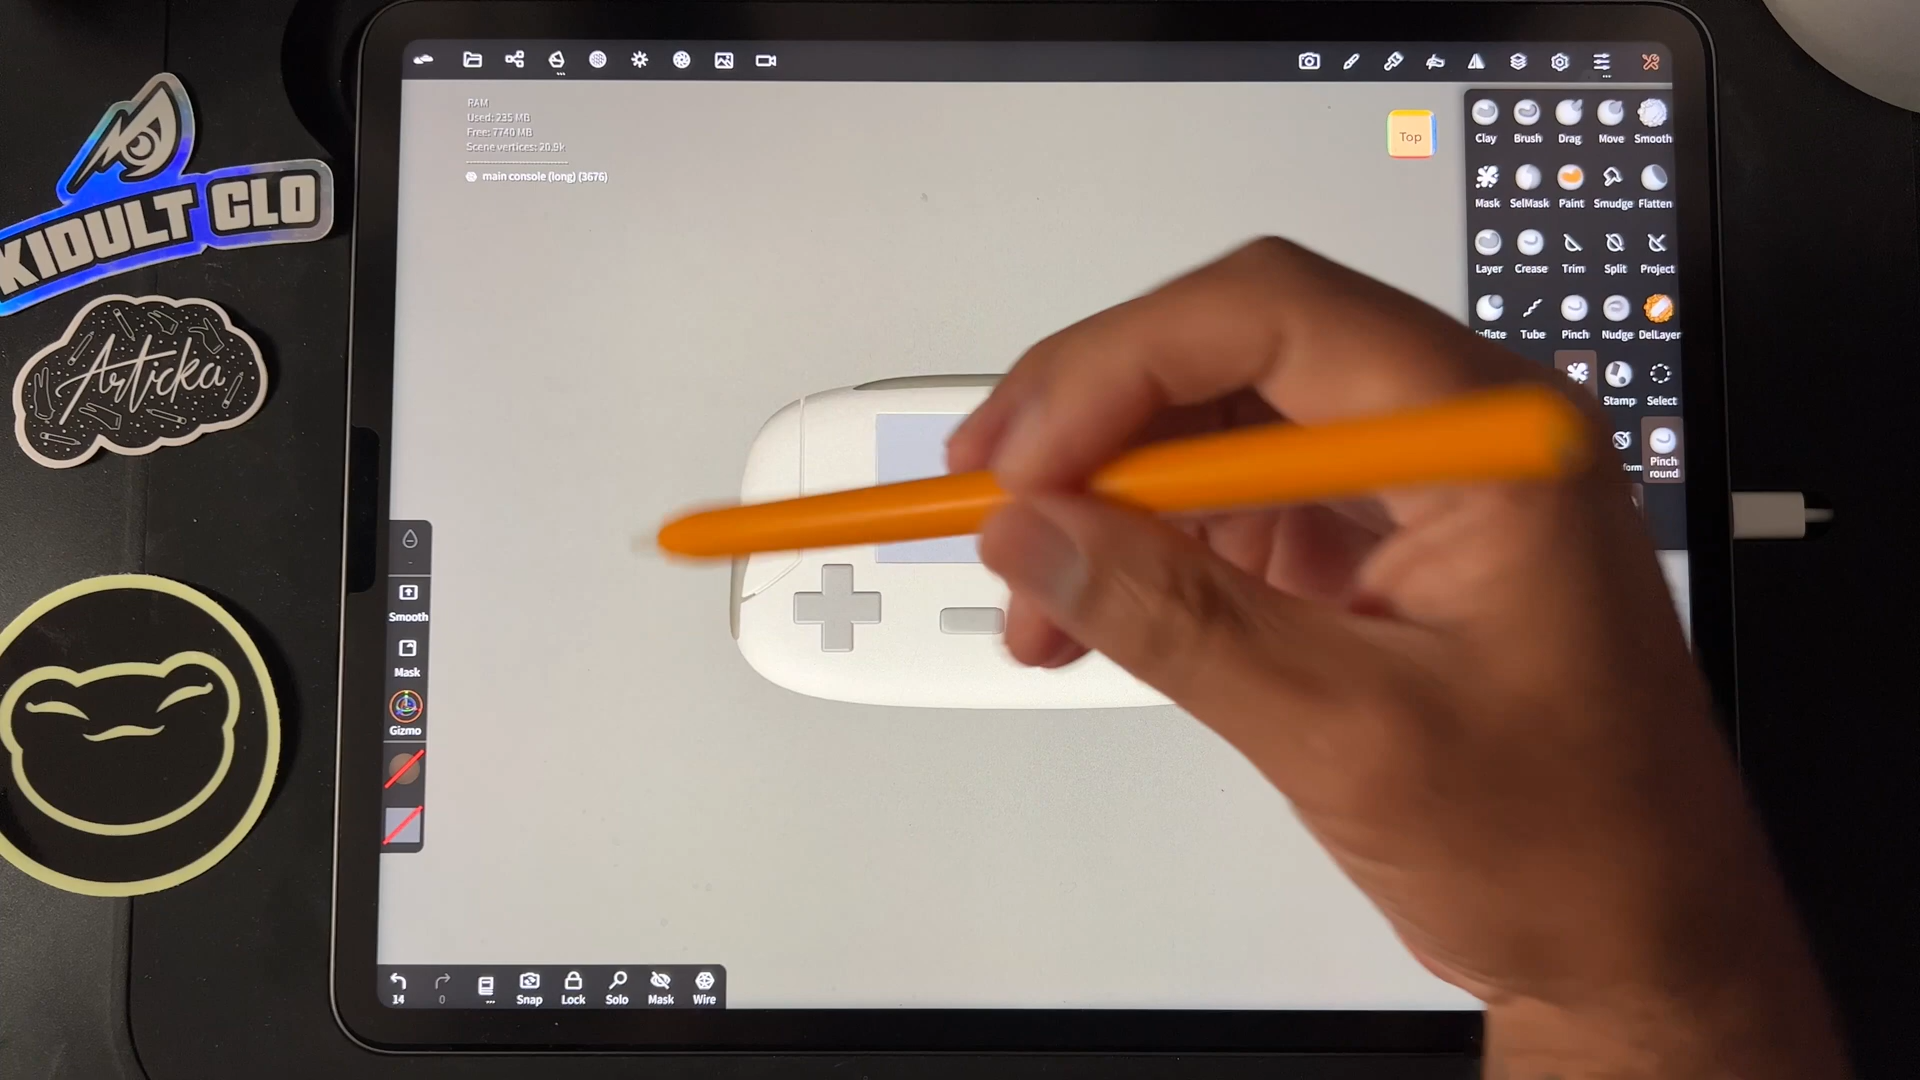 KIDULT CLO
Articka
RAM
Used: 235 MB
Free: 7740 MB
Scene vertices: 20.9k
main console (long) (3676)
Top
Clay Brush Drag Move Smooth
Mask SelMask Paint Smudge Flatten
Layer Crease Trim Split Project
nflate Tube Pinch Nudge DelLayer
Stamp Select
form
Pinch
round
Smooth
Mask
Gizmo
14 0 Snap Lock Solo Mask Wire